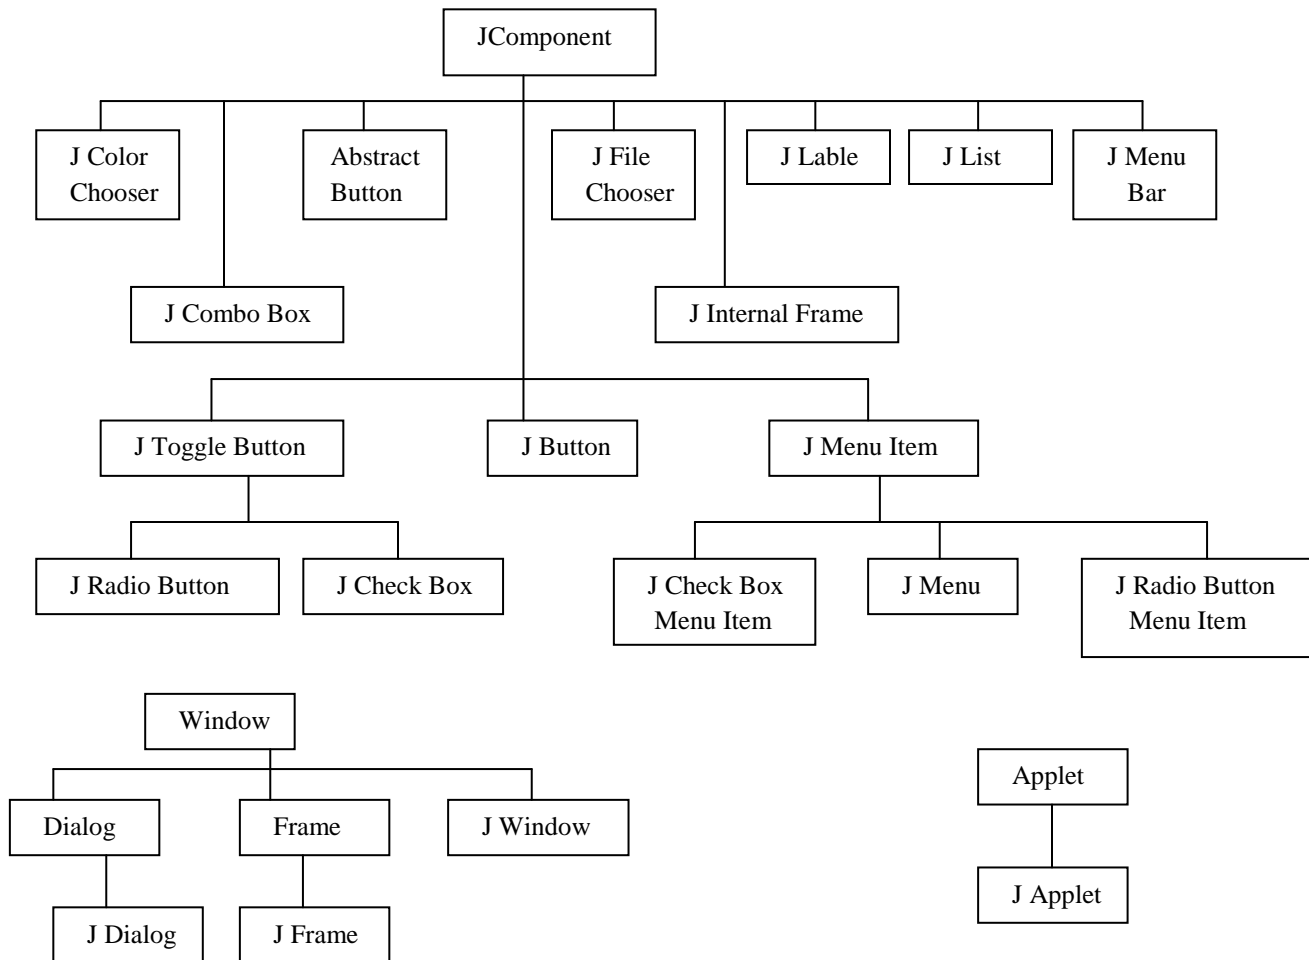 JComponent
J Color
Chooser
Abstract
Button
J File
Chooser
J Lable
J List
J Menu
Bar
J Combo Box
J Internal Frame
J Toggle Button
J Button
J Menu Item
J Radio Button
J Check Box
J Check Box
Menu Item
J Menu
J Radio Button
Menu Item
Window
Applet
Dialog
Frame
J Window
J Applet
J Dialog
J Frame